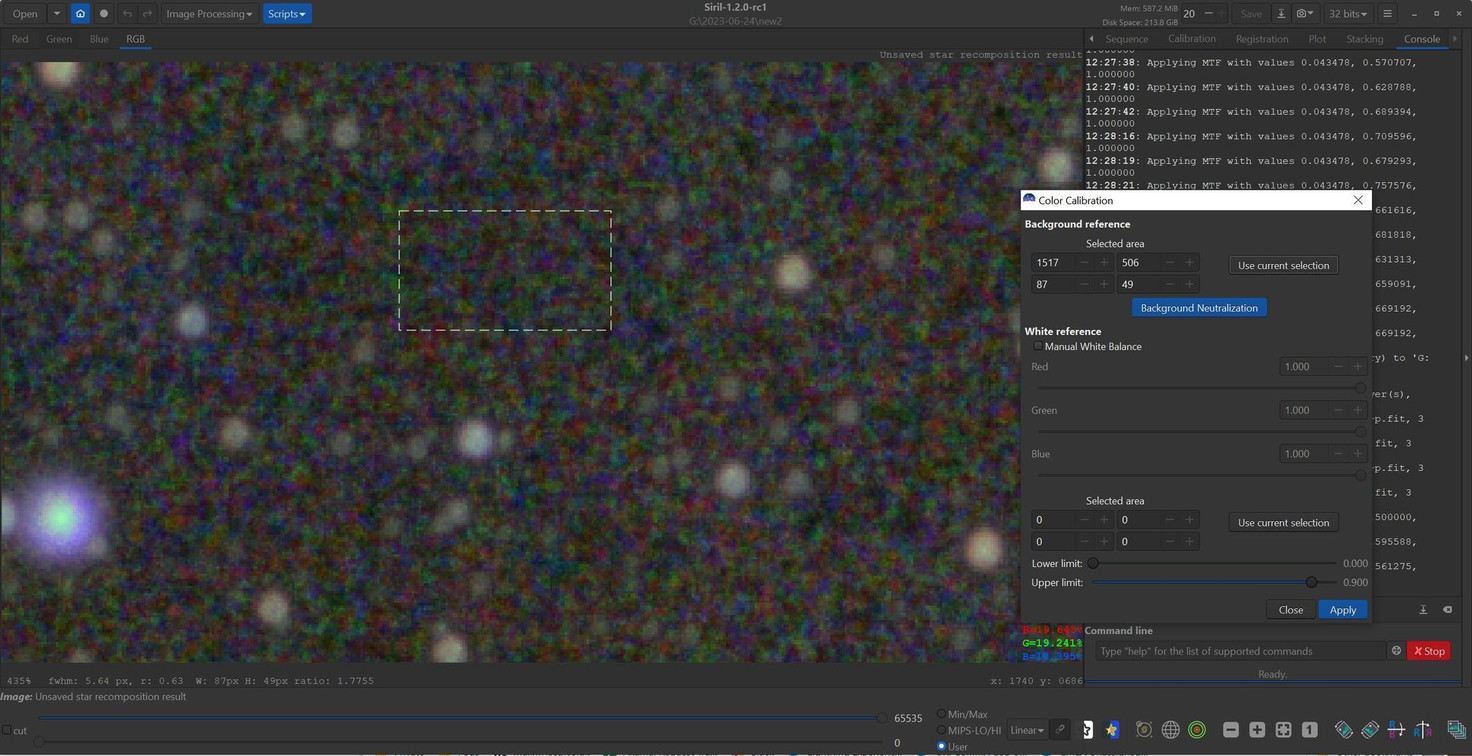 Open
Image Processing
Scripts
Siril-1.2.0-rc1
G:\2023-06-24\new2
Mem: 587.2 MiB
Disk Space: 213.8 GB
20
Save
32 bits
Red Green Blue RGB
Sequence Calibration Registration Plot Stacking Console
Unsaved star recomposition result
1.000000
12:27:38: Applying MTF with values 0.043478, 0.570707,
1.000000
12:27:40: Applying MTF with values 0.043478, 0.628788,
1.000000
12:27:42: Applying MTF with values 0.043478, 0.689394,
1.000000
12:28:16: Applying MTF with values 0.043478, 0.709596,
1.000000
12:28:19: Applying MTF with values 0.043478, 0.679293,
1.000000
12:28:21: Applying MTF with values 0.043478, 0.757576,
661616,
681818,
631313,
659091,
669192,
669192,
ty) to 'G:
er(s),
p.fit, 3
fit, 3
p.fit, 3
fit, 3
500000,
595588,
561275,
Color Calibration
Background reference
Selected area
1517 506
Use current selection
87 49
Background Neutralization
White reference
Manual White Balance
Red 1.000
Green 1.000
Blue 1.000
Selected area
0 0
Use current selection
0 0
Lower limit: 0.000
Upper limit: 0.900
Close Apply
G=19.241%
Command line
Type "help" for the list of supported commands
Stop
Ready.
435% fwhm: 5.64 px, r: 0.63 W: 87px H: 49px ratio: 1.7755
x: 1740 y: 0686
Image: Unsaved star recomposition result
65535
cut
0
Min/Max
MIPS-LO/HI
User
Linear
1